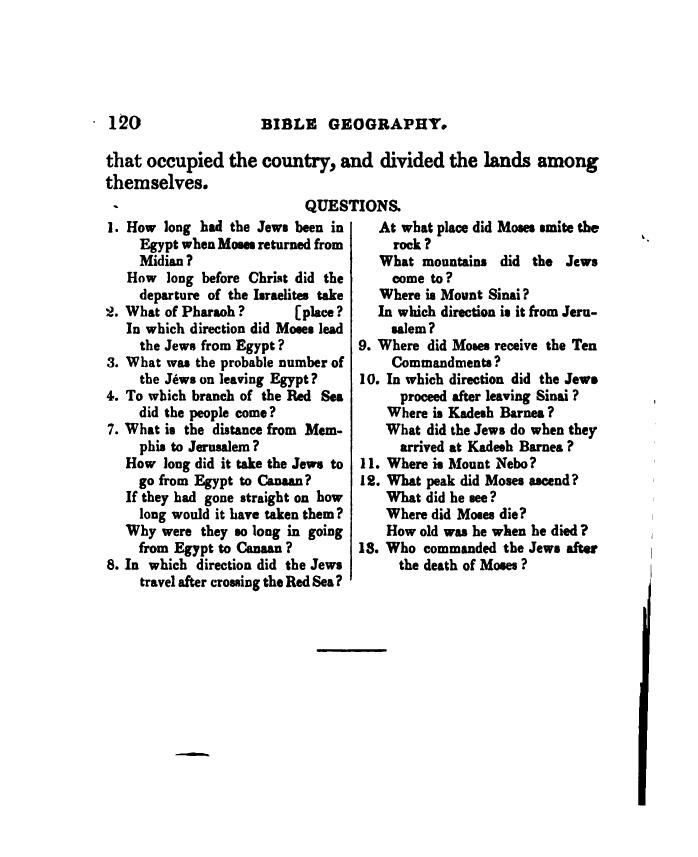 120 BIBLE GEOGRAPHY.
that occupied the country, and divided the lands among
themselves.
QUESTIONS.
1. How long had the Jews been in
Egypt when Moses returned from
Midian?
How long before Christ did the
departure of the Israelites take
2. What of Pharaoh? [place?
In which direction did Moses lead
the Jews from Egypt?
3. What was the probable number of
the Jéws on leaving Egypt?
4. To which branch of the Red Sea
did the people come?
7. What is the distance from Mem-
phis to Jerusalem?
How long did it take the Jews to
go from Egypt to Canaan?
If they had gone straight on how
long would it have taken them?
Why were they so long in going
from Egypt to Canaan?
8. In which direction did the Jews
travel after crossing the Red Sea?
At what place did Moses smite the
rock?
What mountains did the Jews
come to?
Where is Mount Sinai?
In which direction is it from Jeru-
salem?
9. Where did Moses receive the Ten
Commandments?
10. In which direction did the Jews
proceed after leaving Sinai?
Where is Kadesh Barnea?
What did the Jews do when they
arrived at Kadesh Barnea?
11. Where is Mount Nebo?
12. What peak did Moses ascend?
What did he see?
Where did Moses die?
How old was he when he died?
13. Who commanded the Jews after
the death of Moses?